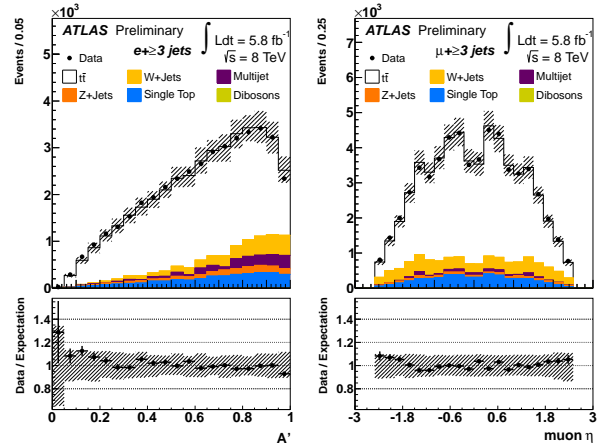 ×10³
Events / 0.05
ATLAS Preliminary
e+≥3 jets ∫ Ldt = 5.8 fb⁻¹
√s = 8 TeV
Data
tt̄
W+Jets
Multijet
Z+Jets
Single Top
Dibosons
5
4
3
2
1
0
Data / Expectation
1.4
1.2
1
0.8
0 0.2 0.4 0.6 0.8 1
A'
×10³
Events / 0.25
ATLAS Preliminary
μ+≥3 jets ∫ Ldt = 5.8 fb⁻¹
√s = 8 TeV
Data
tt̄
W+Jets
Multijet
Z+Jets
Single Top
Dibosons
7
6
5
4
3
2
1
0
Data / Expectation
1.4
1.2
1
0.8
-3 -1.8 -0.6 0.6 1.8 3
muon η